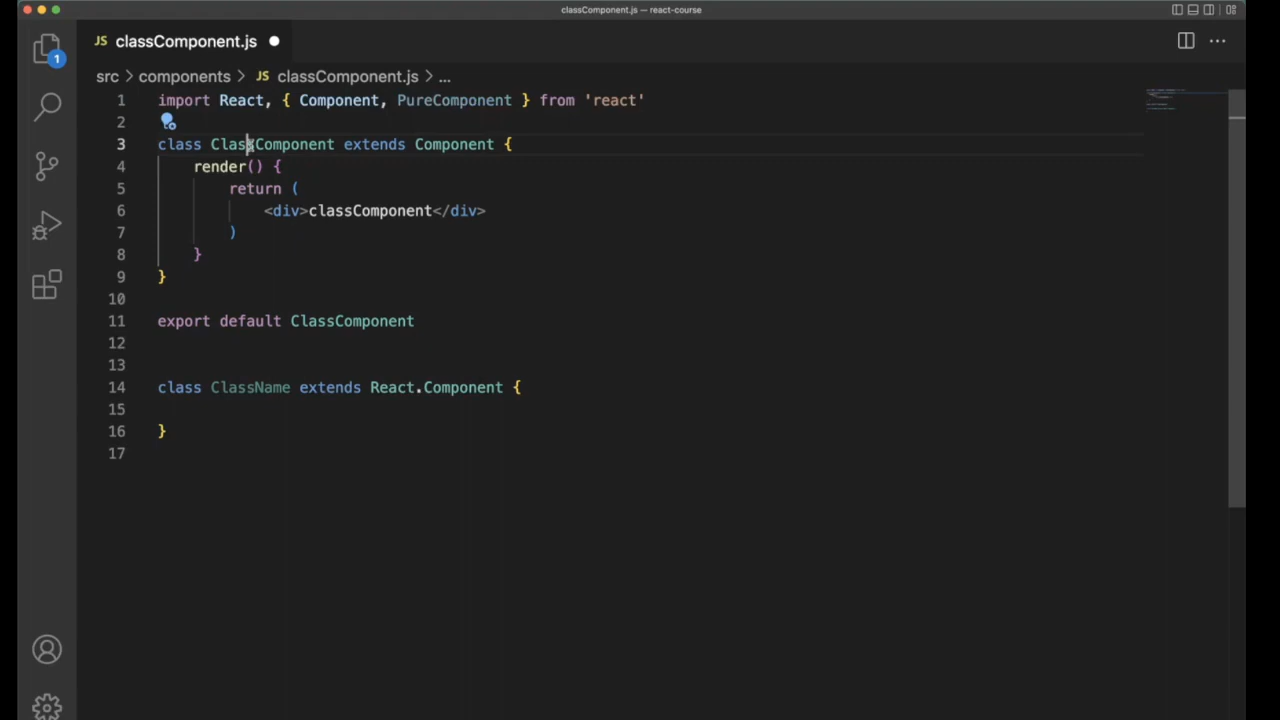 classComponent.js — react-course
JS classComponent.js
1
src > components > JS classComponent.js > ...
1 import React, { Component, PureComponent } from 'react'
2
3 class ClassComponent extends Component {
4 render() {
5 return (
6 <div>classComponent</div>
7 )
8 }
9 }
10
11 export default ClassComponent
12
13
14 class ClassName extends React.Component {
15
16 }
17